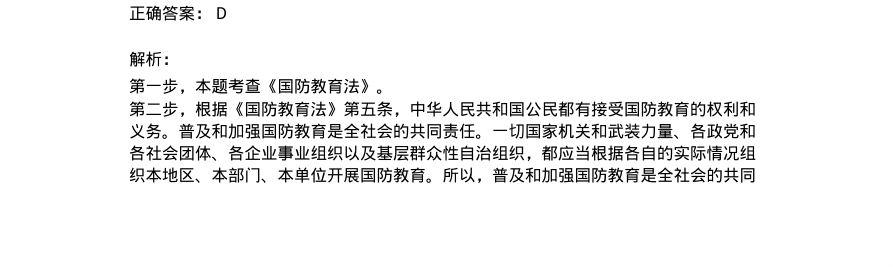 正确答案： D
解析：
第一步，本题考查《国防教育法》。
第二步，根据《国防教育法》第五条，中华人民共和国公民都有接受国防教育的权利和
义务。普及和加强国防教育是全社会的共同责任。一切国家机关和武装力量、各政党和
各社会团体、各企业事业组织以及基层群众性自治组织，都应当根据各自的实际情况组
织本地区、本部门、本单位开展国防教育。所以，普及和加强国防教育是全社会的共同